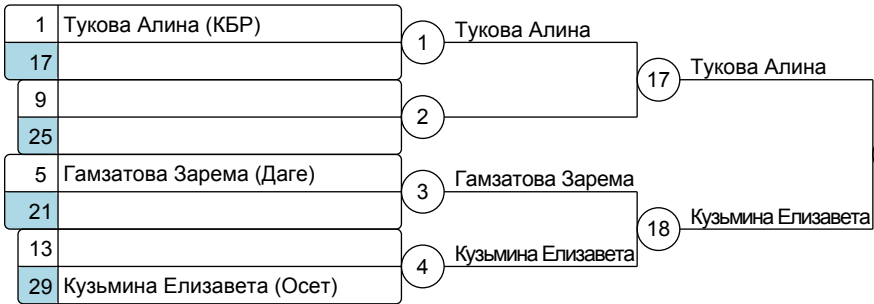 1 Тукова Алина (КБР)
17
1 Тукова Алина
9
25
2
17 Тукова Алина
5 Гамзатова Зарема (Даге)
21
3 Гамзатова Зарема
13
29 Кузьмина Елизавета (Осет)
4 Кузьмина Елизавета
18 Кузьмина Елизавета